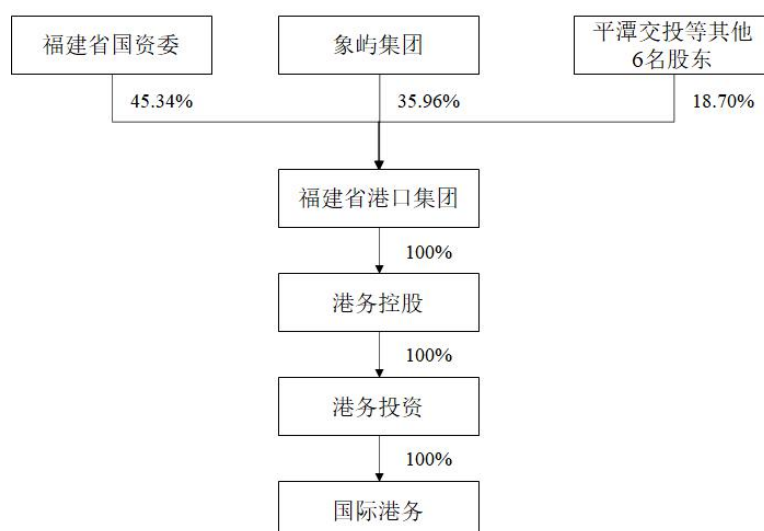 福建省国资委
象屿集团
平潭交投等其他
6名股东
45.34%
35.96%
18.70%
福建省港口集团
100%
港务控股
100%
港务投资
100%
国际港务